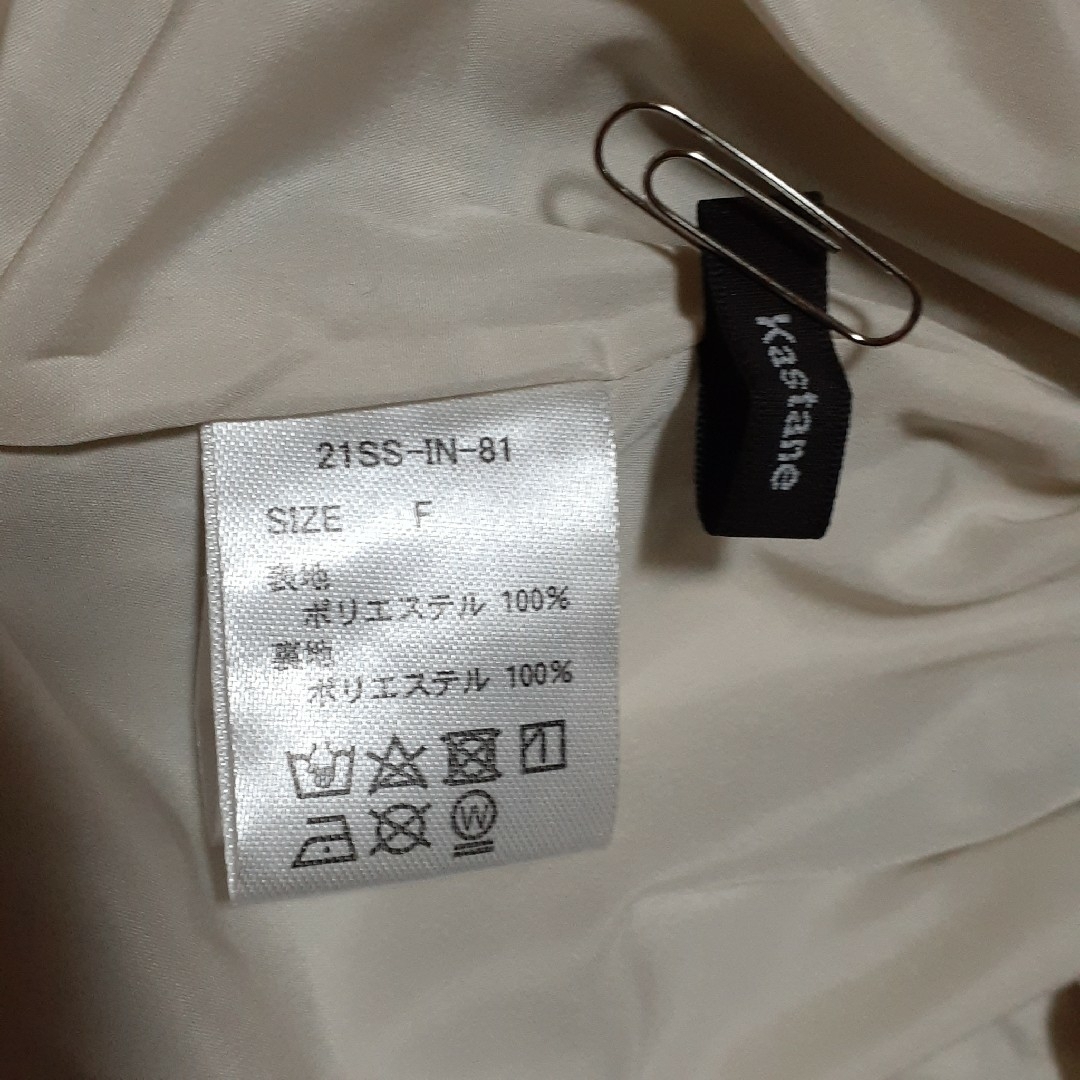 21SS-IN-81
SIZE F
表地
ポリエステル 100%
裏地
ポリエステル 100%
W
Kastane